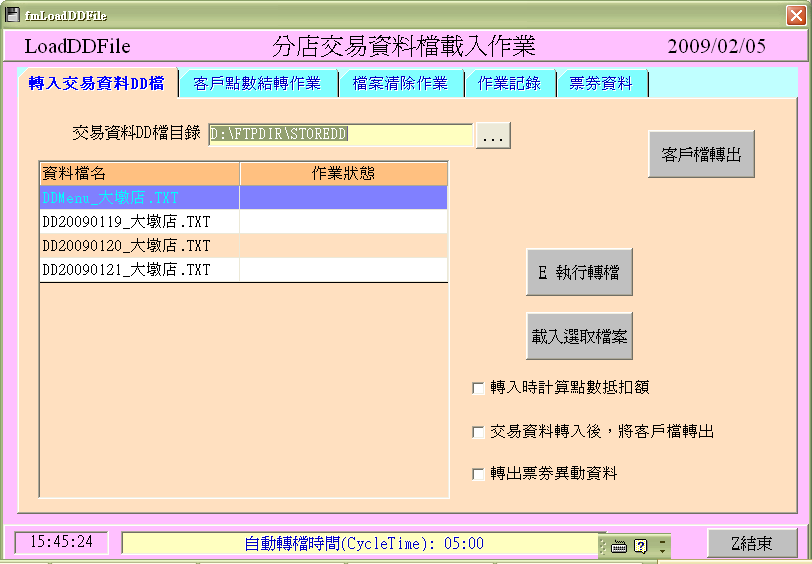 fmLoadDDFile
LoadDDFile 分店交易資料檔載入作業 2009/02/05
轉入交易資料DD檔 客戶點數結轉作業 檔案清除作業 作業記錄 票券資料
交易資料DD檔目錄 D:\FTPDIR\STOREDD ...
客戶檔轉出
資料檔名 作業狀態
DDMenu_大墩店.TXT
DD20090119_大墩店.TXT
DD20090120_大墩店.TXT
DD20090121_大墩店.TXT
E 執行轉檔
載入選取檔案
轉入時計算點數抵扣額
交易資料轉入後，將客戶檔轉出
轉出票券異動資料
15:45:24 自動轉檔時間(CycleTime): 05:00 Z結束